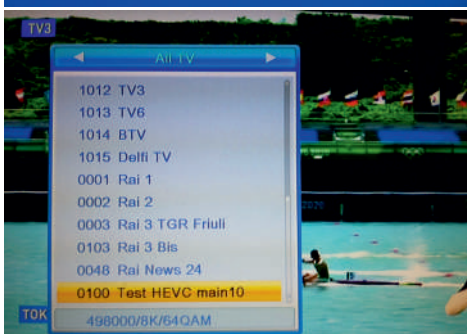 TV3
All TV
1012 TV3
1013 TV6
1014 BTV
1015 Delfi TV
0001 Rai 1
0002 Rai 2
0003 Rai 3 TGR Friuli
0103 Rai 3 Bis
0048 Rai News 24
0100 Test HEVC main10
TOK
498000/8K/64QAM
2020